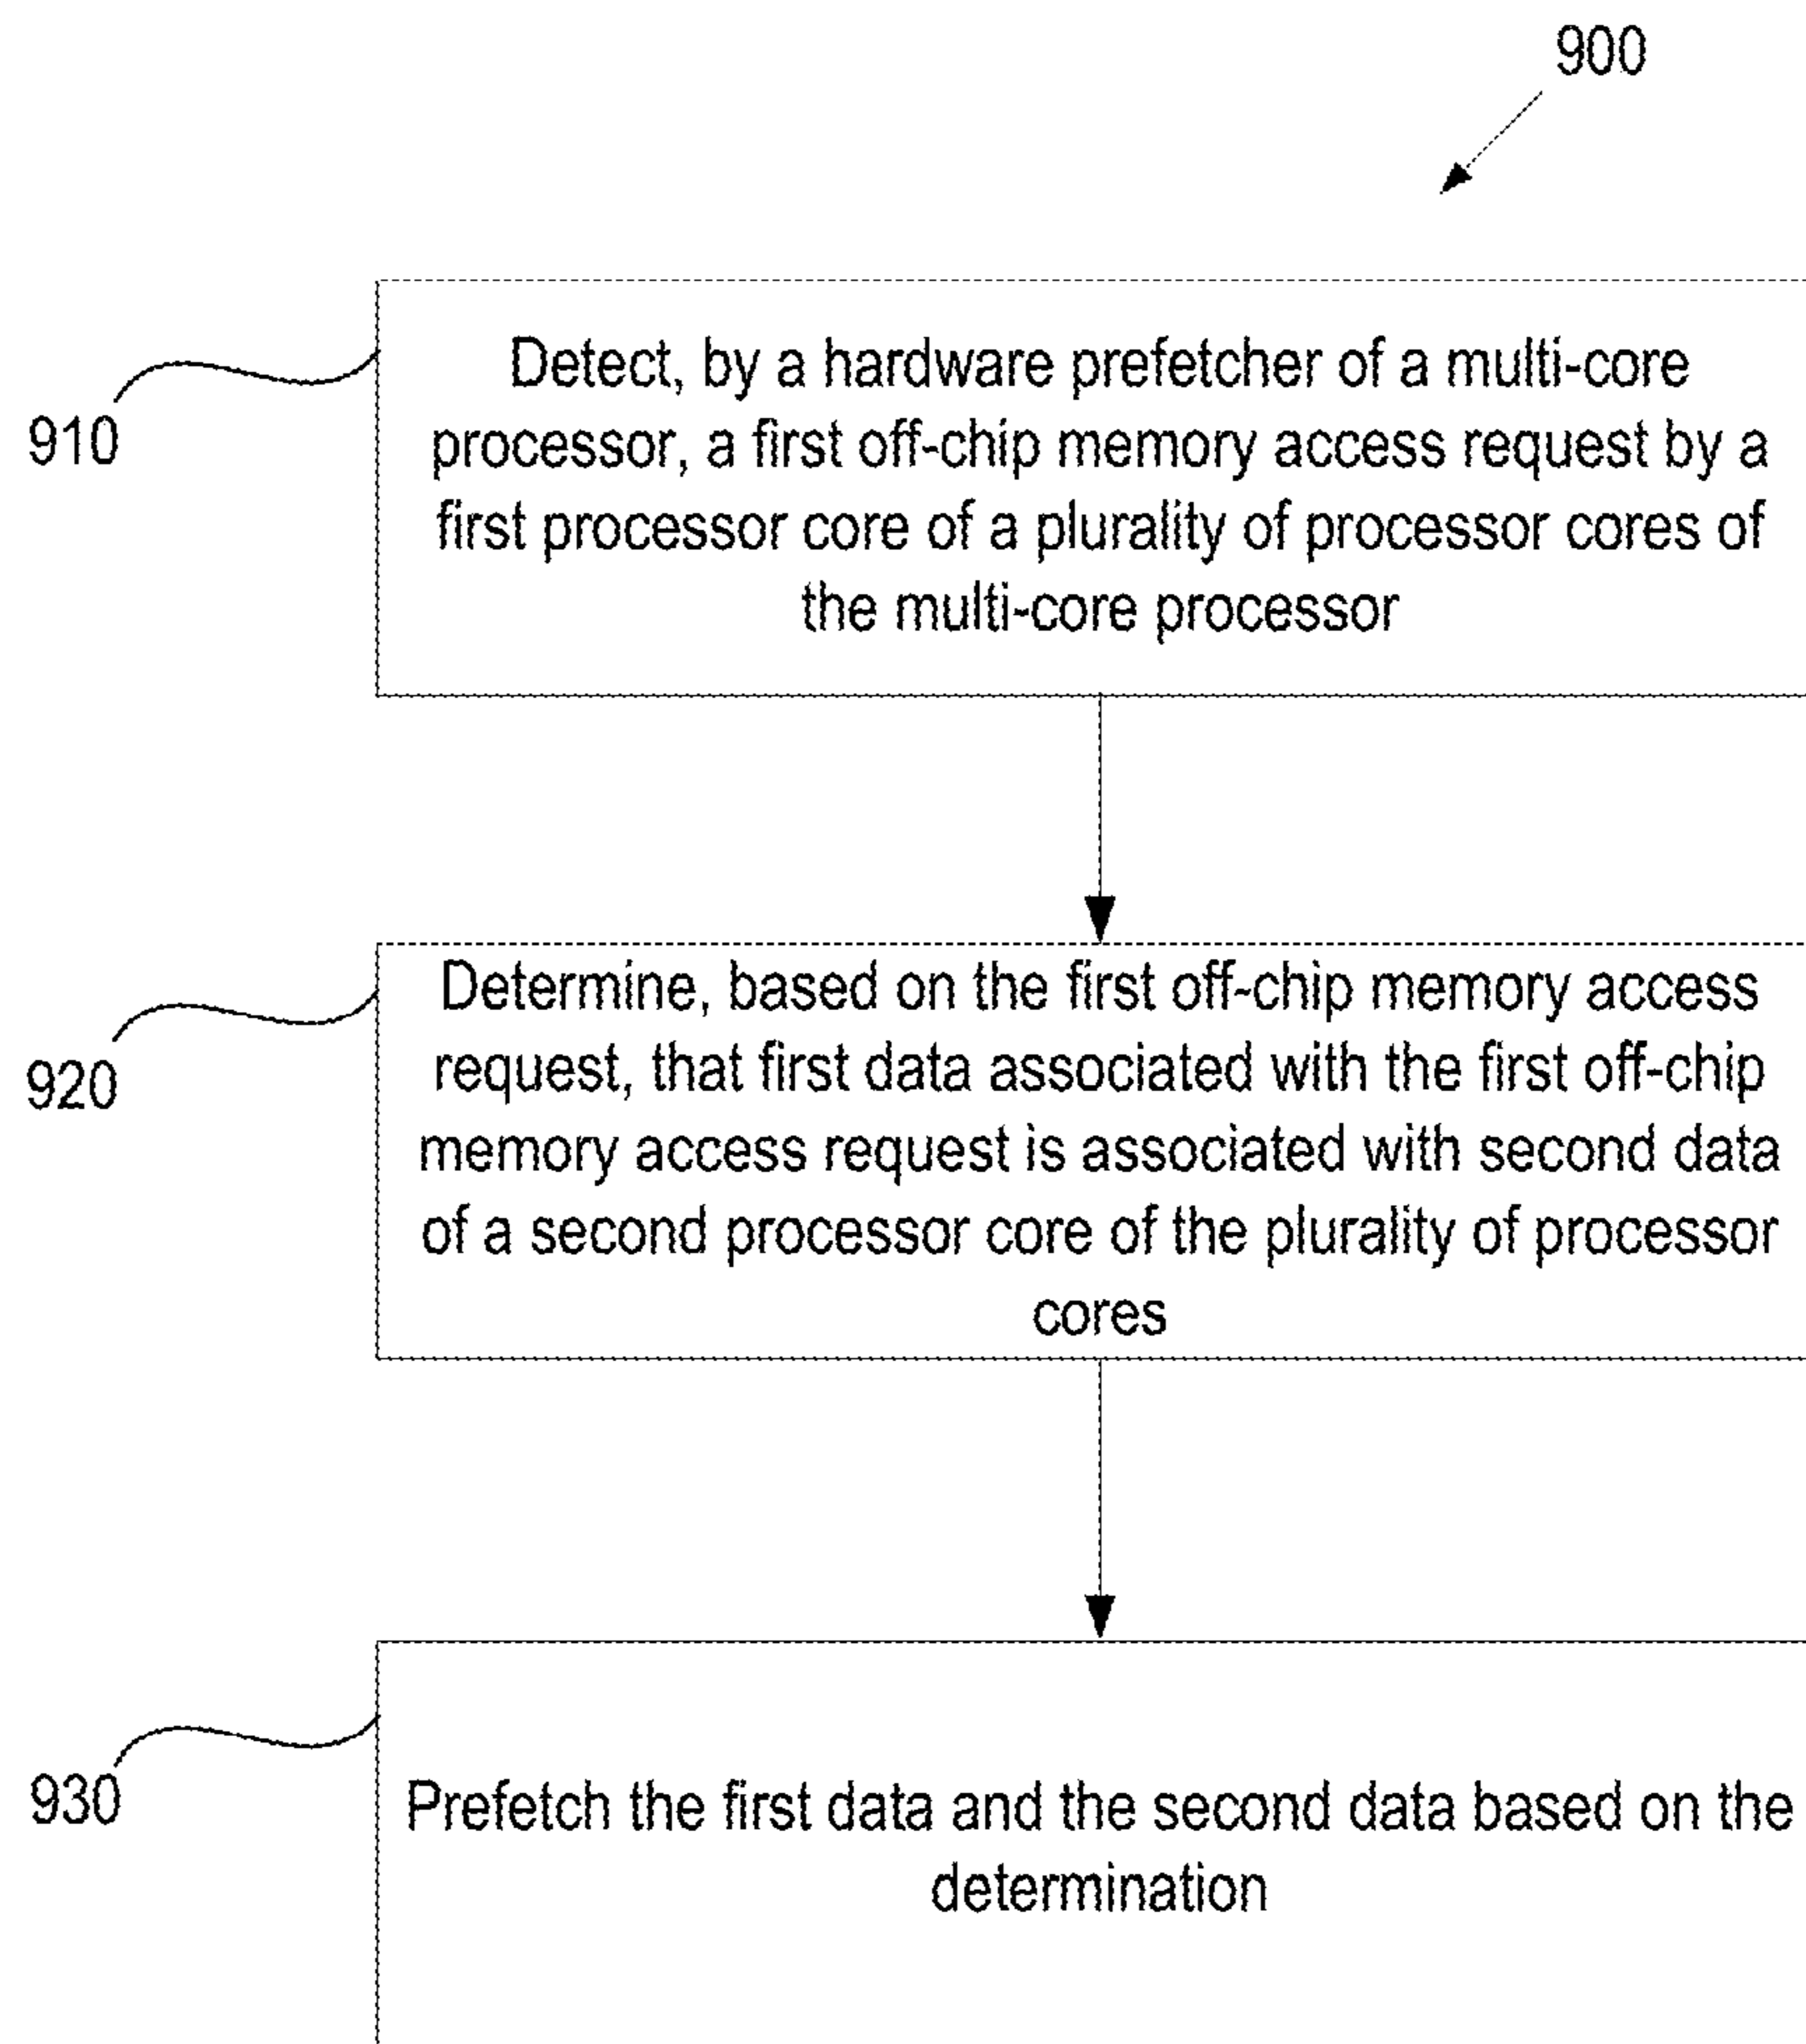 900
910
Detect, by a hardware prefetcher of a multi-core
processor, a first off-chip memory access request by a
first processor core of a plurality of processor cores of
the multi-core processor
920
Determine, based on the first off-chip memory access
request, that first data associated with the first off-chip
memory access request is associated with second data
of a second processor core of the plurality of processor
cores
930
Prefetch the first data and the second data based on the
determination